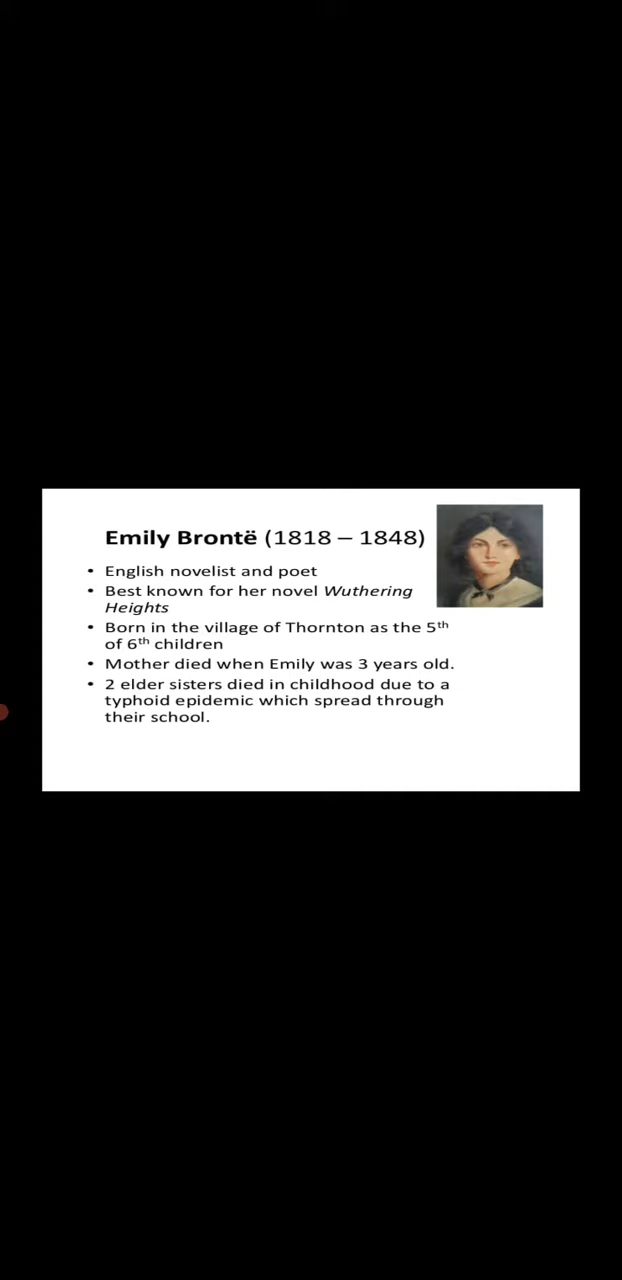 Emily Brontë (1818 – 1848)
• English novelist and poet
• Best known for her novel Wuthering
Heights
• Born in the village of Thornton as the 5th
of 6th children
• Mother died when Emily was 3 years old.
• 2 elder sisters died in childhood due to a
typhoid epidemic which spread through
their school.